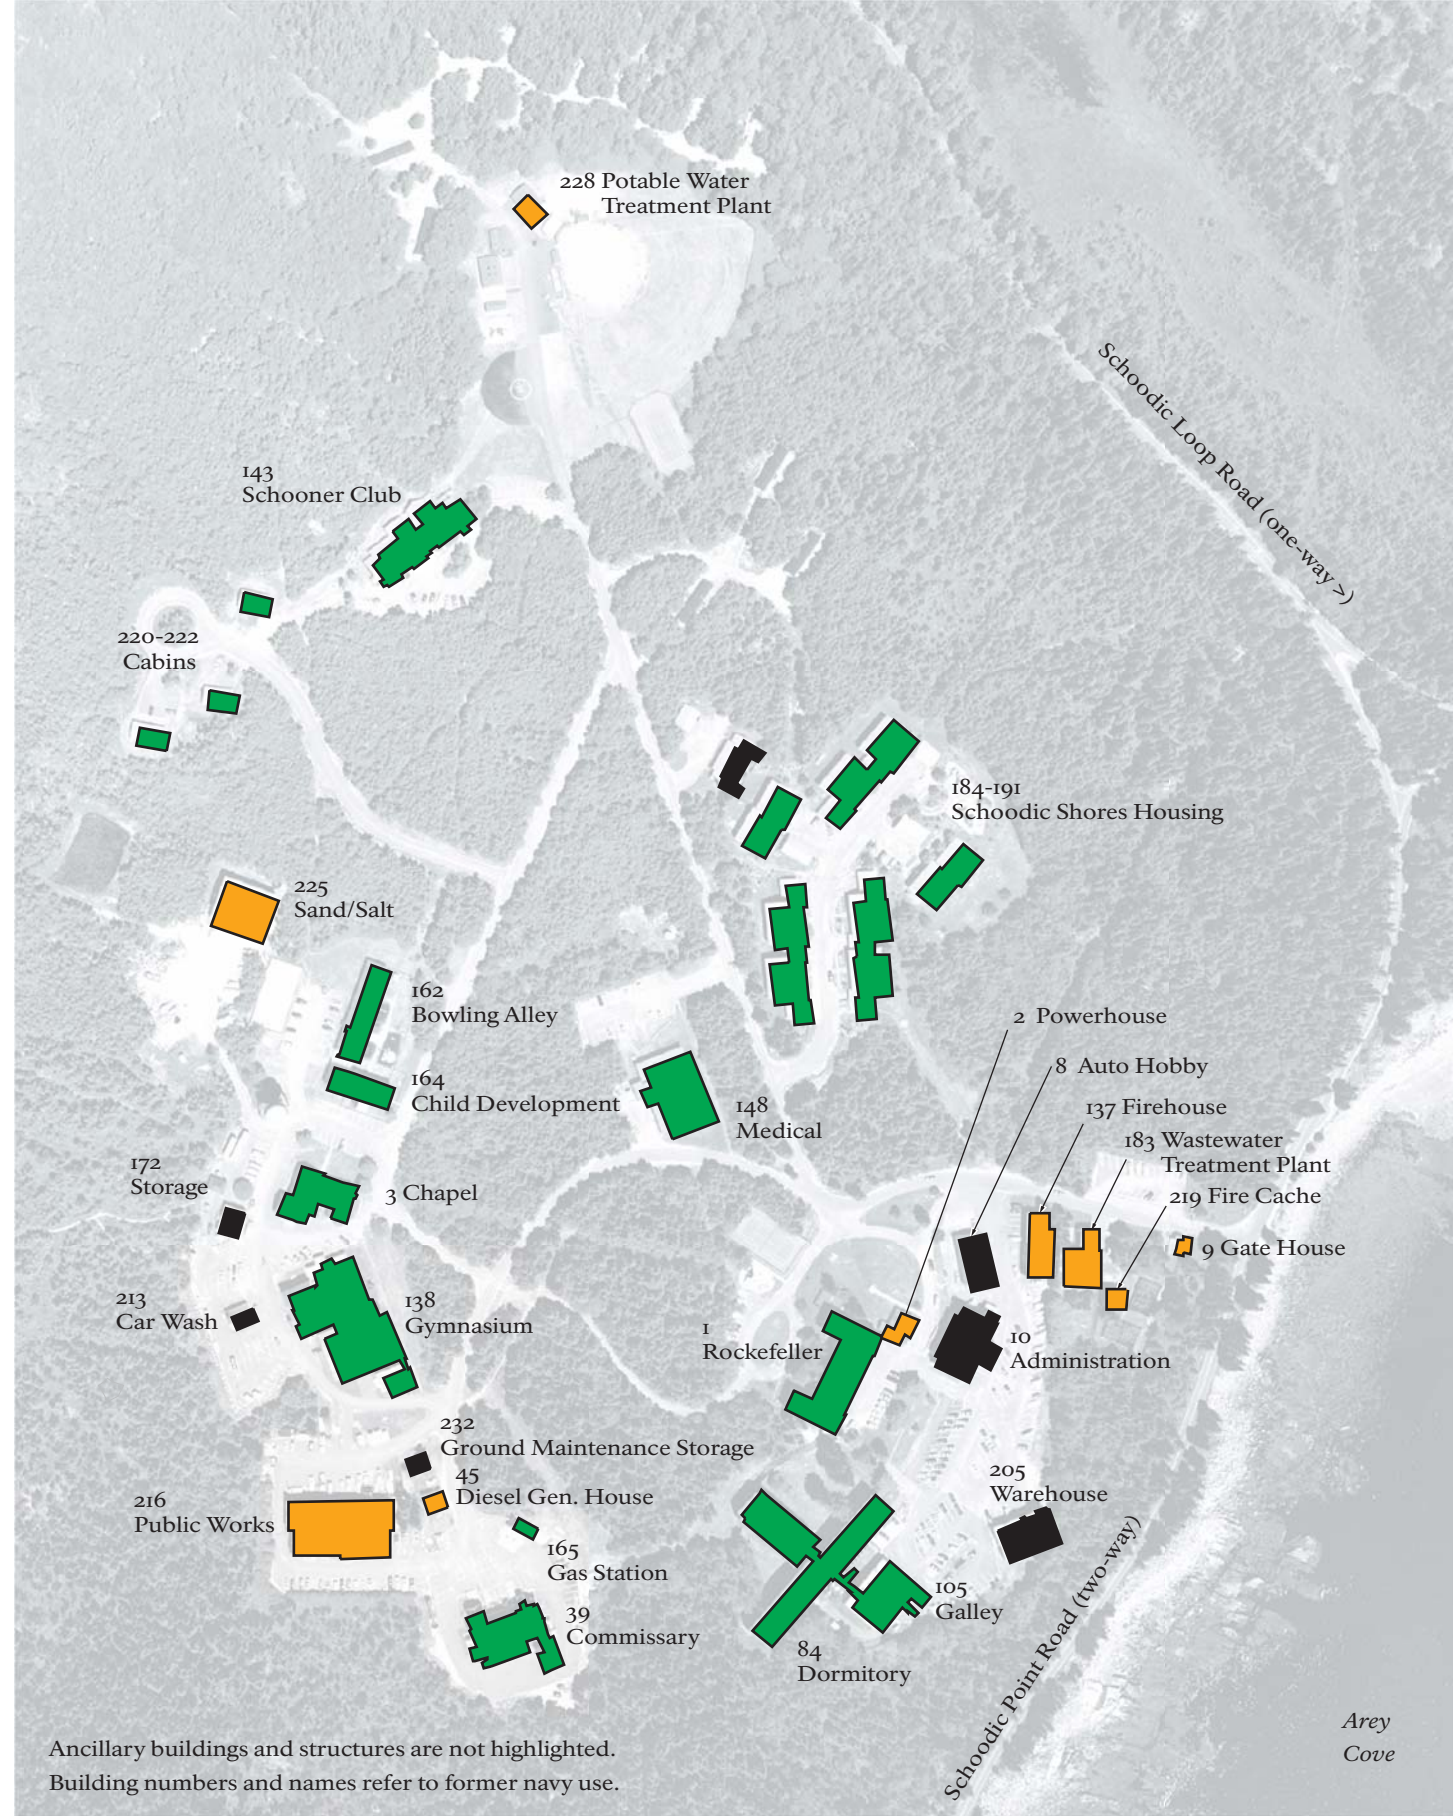 228 Potable Water
Treatment Plant
Schoodic Loop Road (one-way >)
143
Schooner Club
220-222
Cabins
184-191
Schoodic Shores Housing
225
Sand/Salt
162
Bowling Alley
2 Powerhouse
8 Auto Hobby
164
Child Development
148
Medical
137 Firehouse
183 Wastewater
Treatment Plant
172
Storage
3 Chapel
219 Fire Cache
9 Gate House
213
Car Wash
138
Gymnasium
1
Rockefeller
10
Administration
232
Ground Maintenance Storage
45
Diesel Gen. House
216
Public Works
205
Warehouse
165
Gas Station
105
Galley
39
Commissary
84
Dormitory
Schoodic Point Road (two-way)
Arey
Cove
Ancillary buildings and structures are not highlighted.
Building numbers and names refer to former navy use.